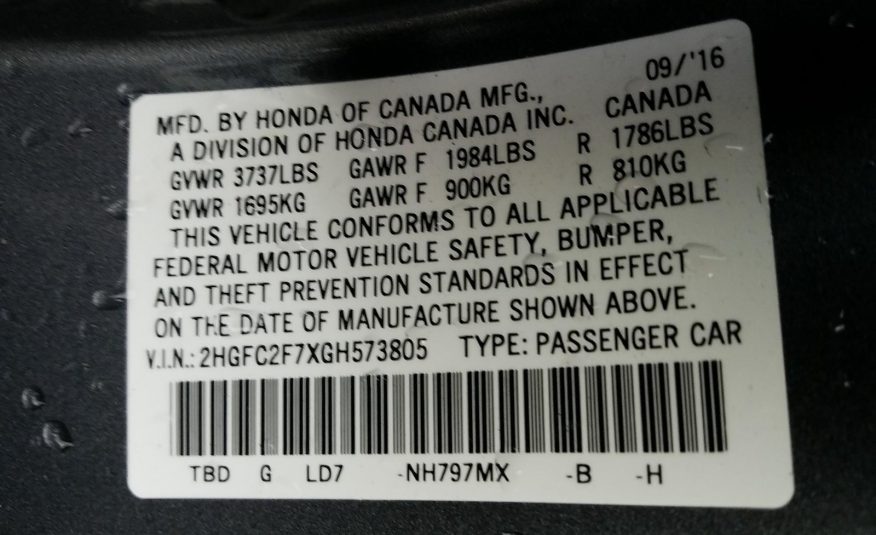 09/'16
MFD. BY HONDA OF CANADA MFG.,
A DIVISION OF HONDA CANADA INC. CANADA
GVWR 3737LBS GAWR F 1984LBS R 1786LBS
GVWR 1695KG GAWR F 900KG R 810KG
THIS VEHICLE CONFORMS TO ALL APPLICABLE
FEDERAL MOTOR VEHICLE SAFETY, BUMPER,
AND THEFT PREVENTION STANDARDS IN EFFECT
ON THE DATE OF MANUFACTURE SHOWN ABOVE.
V.I.N.: 2HGFC2F7XGH573805 TYPE: PASSENGER CAR
TBD G LD7 -NH797MX -B -H